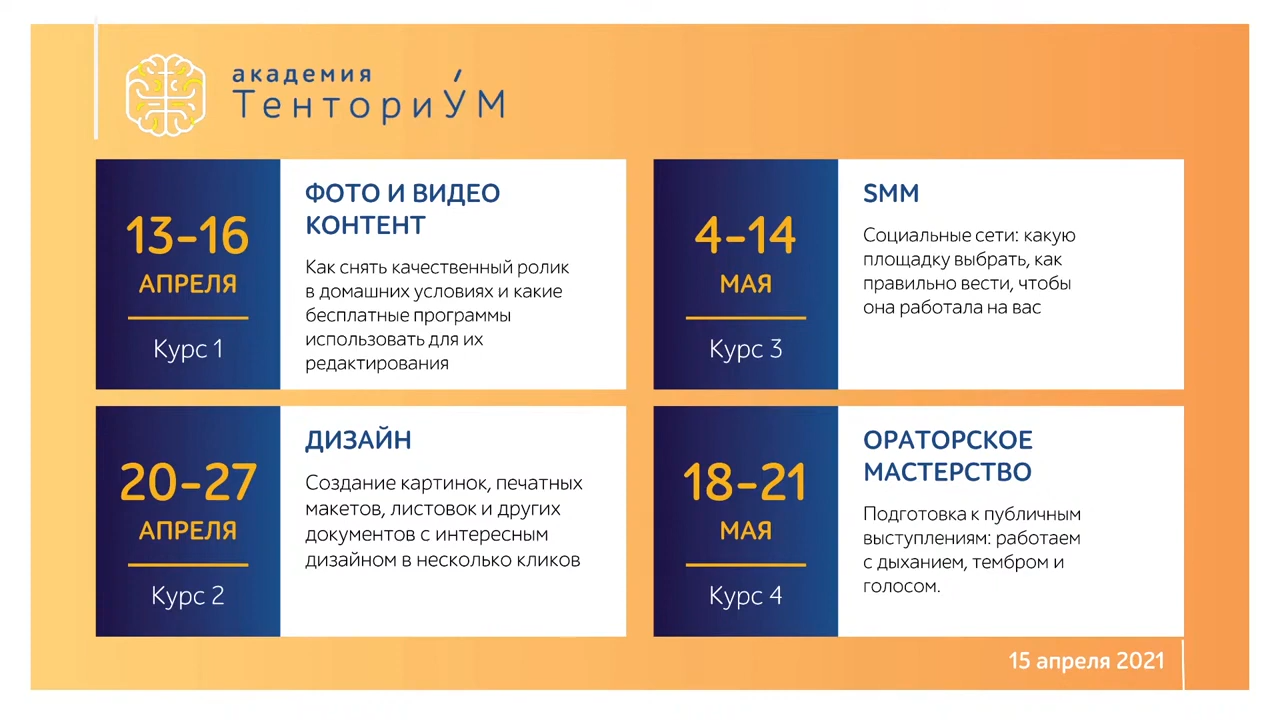 академия
ТенториУ́М
13–16
АПРЕЛЯ
Курс 1
ФОТО И ВИДЕО
КОНТЕНТ
Как снять качественный ролик
в домашних условиях и какие
бесплатные программы
использовать для их
редактирования
4–14
МАЯ
Курс 3
SMM
Социальные сети: какую
площадку выбрать, как
правильно вести, чтобы
она работала на вас
20–27
АПРЕЛЯ
Курс 2
ДИЗАЙН
Создание картинок, печатных
макетов, листовок и других
документов с интересным
дизайном в несколько кликов
18–21
МАЯ
Курс 4
ОРАТОРСКОЕ
МАСТЕРСТВО
Подготовка к публичным
выступлениям: работаем
с дыханием, тембром и
голосом.
15 апреля 2021